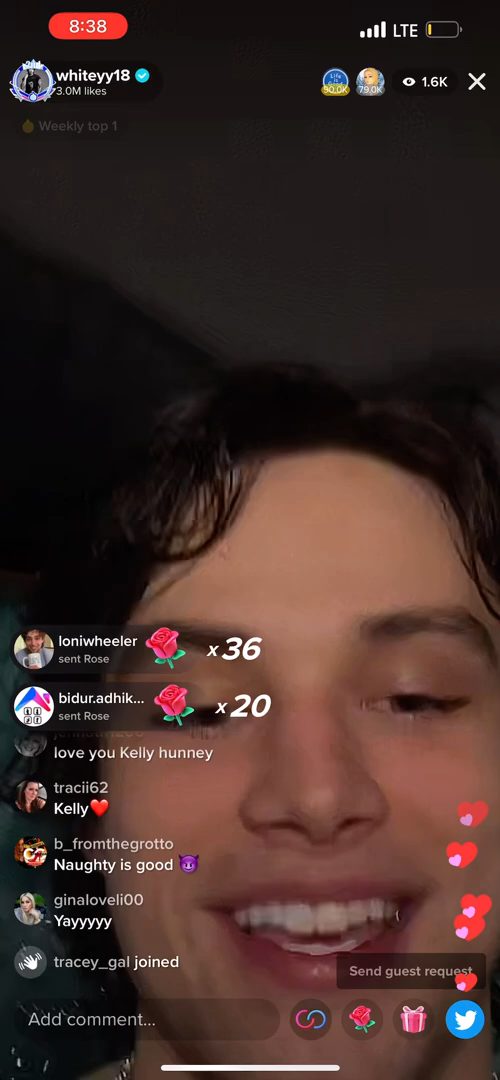 8:38
LTE
whiteyy18
3.0M likes
90.0K
79.0K
1.6K
Weekly top 1
loniwheeler
sent Rose
x36
bidur.adhik...
sent Rose
x20
love you Kelly hunney
tracii62
Kelly❤️
b_fromthegrotto
Naughty is good 😈
ginaloveli00
Yayyyyy
tracey_gal joined
Send guest request
Add comment...